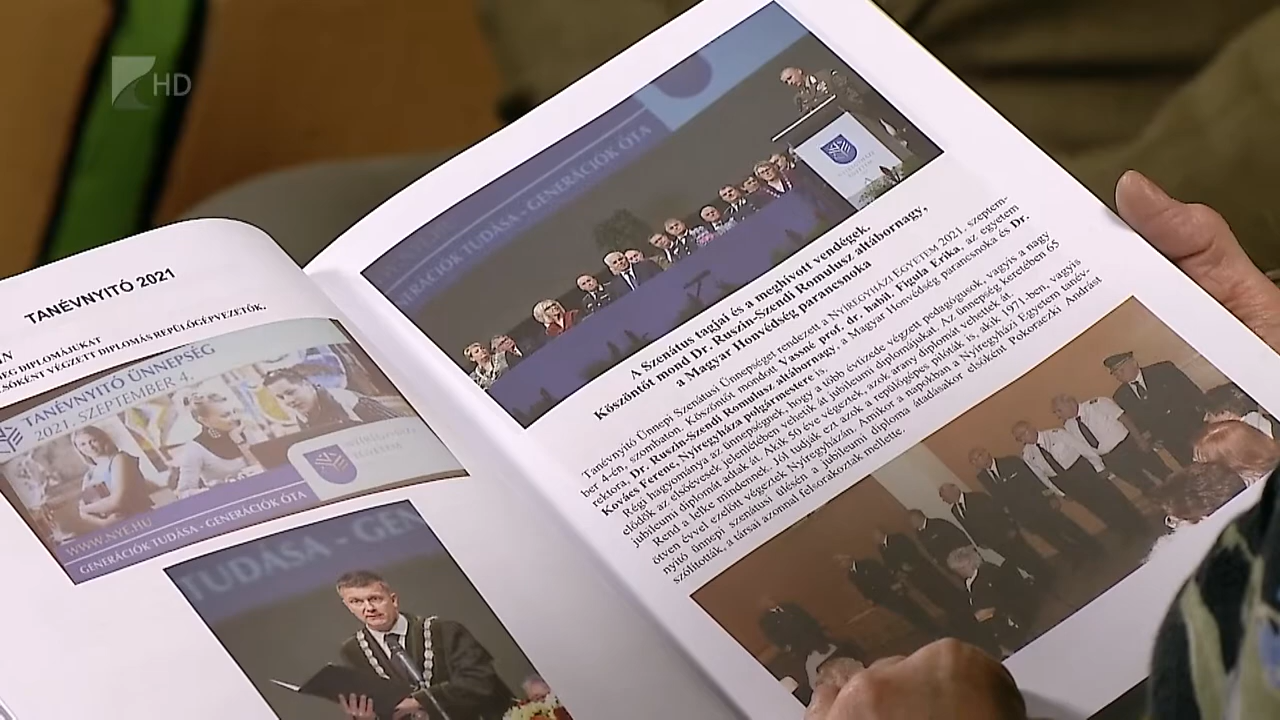 HD
TANÉVNYITÓ 2021
EG DIPLOMÁJUKAT
SŐKÉNT VÉGZETT DIPLOMÁS REPÜLŐGÉPVEZETŐK.
TANÉVNYITÓ ÜNNEPSÉG
2021. SZEPTEMBER 4.
WWW.NYE.HU
GENERÁCIÓK TUDÁSA - GENERÁCIÓK ÓTA
TUDÁSA - GEN
GENERÁCIÓK TUDÁSA - GENERÁCIÓK ÓTA
A Szenátus tagjai és a meghívott vendégek.
Köszöntőt mond Dr. Ruszin-Szendi Romulusz altábornagy,
a Magyar Honvédség parancsnoka
Tanévnyitó Ünnepi Szenátusi Ünnepséget rendezett a NYÍREGYHÁZI EGYETEM 2021. szeptem-
ber 4-én, szombaton. Köszöntőt mondott Vassné prof. dr. habil. Figula Erika, az egyetem
rektora, Dr. Ruszin-Szendi Romulusz altábornagy, a Magyar Honvédség parancsnoka és Dr.
Kovács Ferenc, Nyíregyháza polgármestere is.
Régi hagyománya az ünnepségnek, hogy a több évtizede végzett pedagógusok, vagyis a nagy
elődök az elsőévesek jelenlétében vehetik át jubileumi diplomájukat. Az ünnepség keretében 65
jubileumi diplomát adtak át. Akik 50 éve végeztek, azok arany diplomát vehettek át.
Rend a lelke mindennek. Jól tudják ezt azok a repülőgépes pilóták is, akik 1971-ben, vagyis
ötven évvel ezelőtt végeztek Nyíregyházán. Amikor a napokban a Nyíregyházi Egyetem tanév-
nyitó ünnepi szenátusi ülésén a jubileumi diploma átadásakor elsőként Pokoraczki András
szólították, a társai azonnal felsorakoztak mellette.